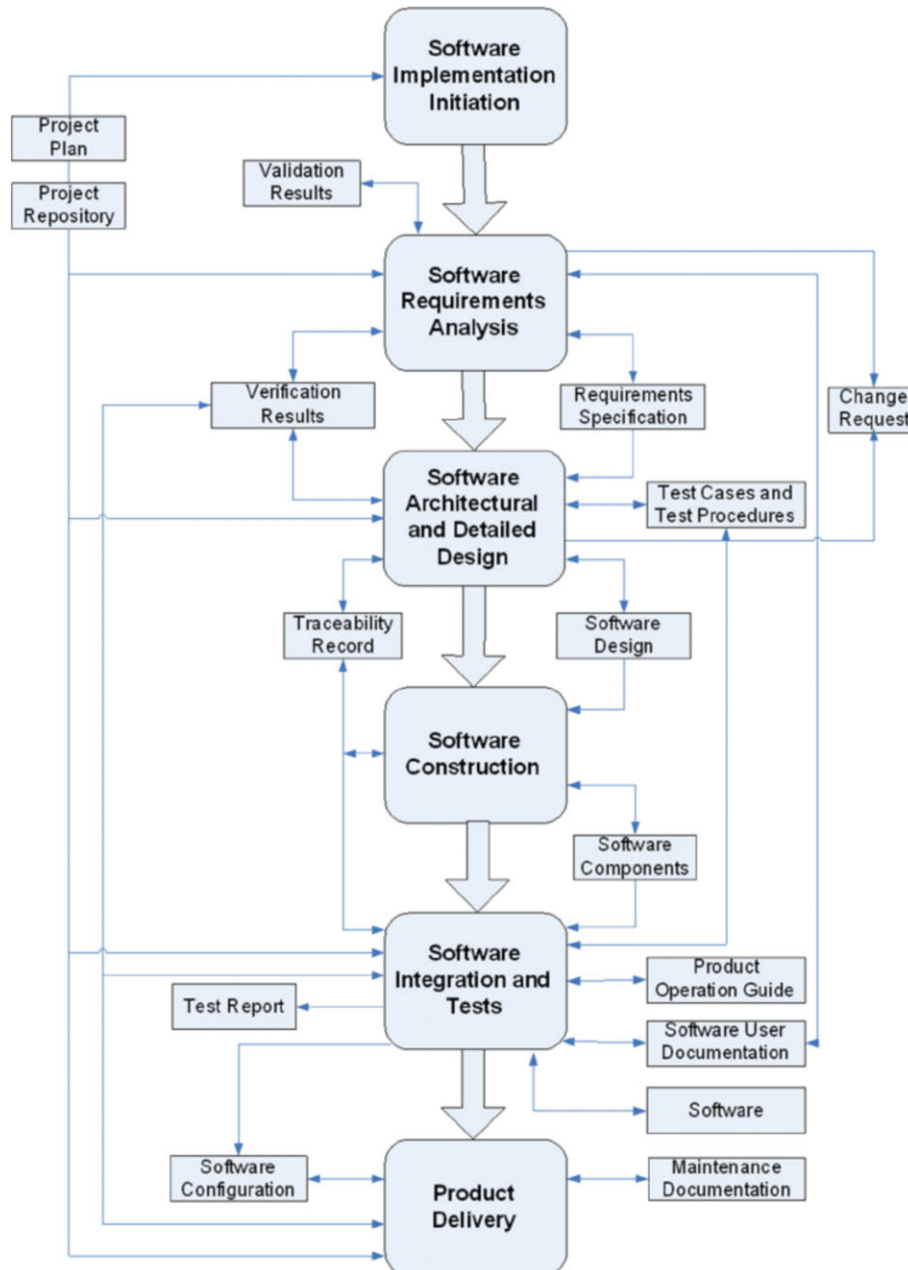 Software
Implementation
Initiation
Project
Plan
Project
Repository
Validation
Results
Software
Requirements
Analysis
Verification
Results
Requirements
Specification
Change
Request
Software
Architectural
and Detailed
Design
Test Cases and
Test Procedures
Traceability
Record
Software
Design
Software
Construction
Software
Components
Software
Integration and
Tests
Product
Operation Guide
Test Report
Software User
Documentation
Software
Software
Configuration
Product
Delivery
Maintenance
Documentation